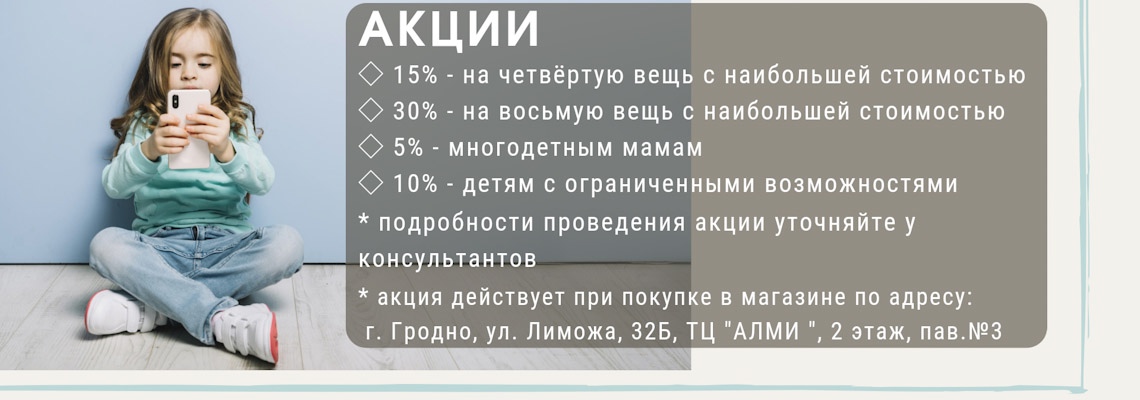 АКЦИИ
◇ 15% - на четвёртую вещь с наибольшей стоимостью
◇ 30% - на восьмую вещь с наибольшей стоимостью
◇ 5% - многодетным мамам
◇ 10% - детям с ограниченными возможностями
* подробности проведения акции уточняйте у
консультантов
* акция действует при покупке в магазине по адресу:
г. Гродно, ул. Лиможа, 32Б, ТЦ "АЛМИ ", 2 этаж, пав.№3